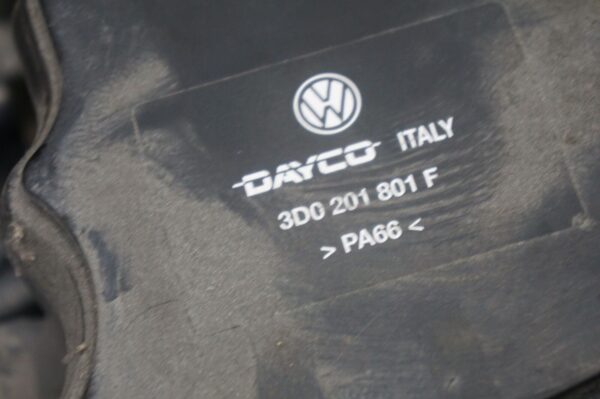 DAYCO ITALY
3D0 201 801 F
> PA66 <